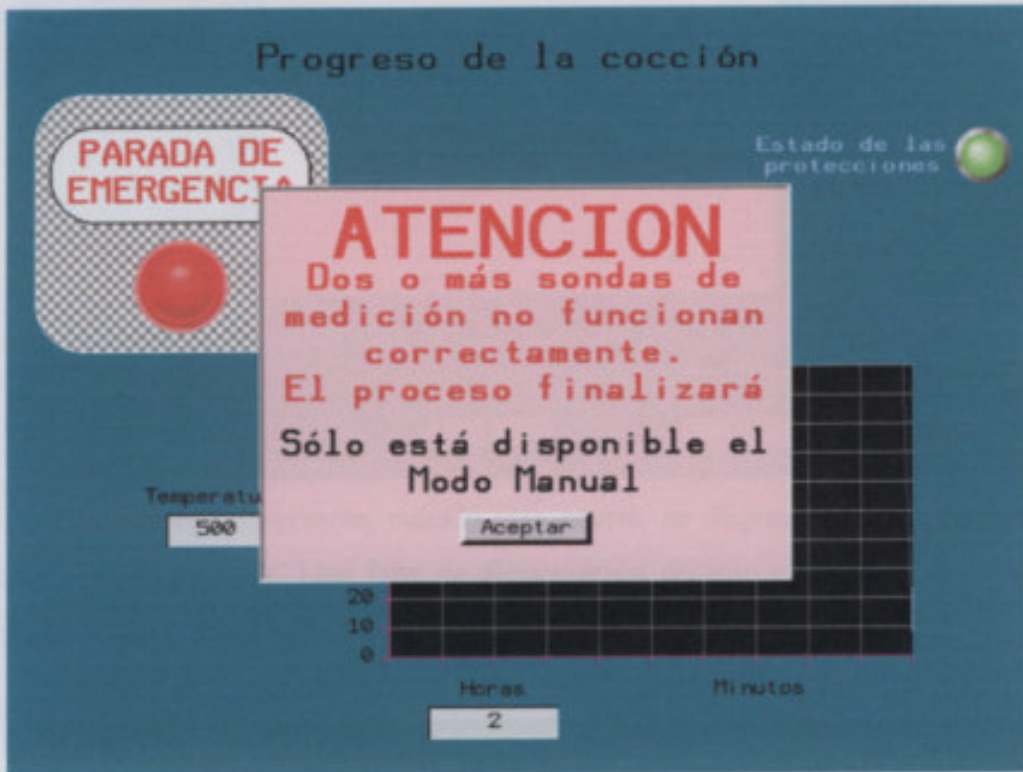 Progreso de la cocción
PARADA DE
EMERGENCIA
Estado de las
protecciones
ATENCION
Dos o más sondas de
medición no funcionan
correctamente.
El proceso finalizará
Sólo está disponible el
Modo Manual
Aceptar
Temperatu
500
20
10
0
Horas
Minutos
2